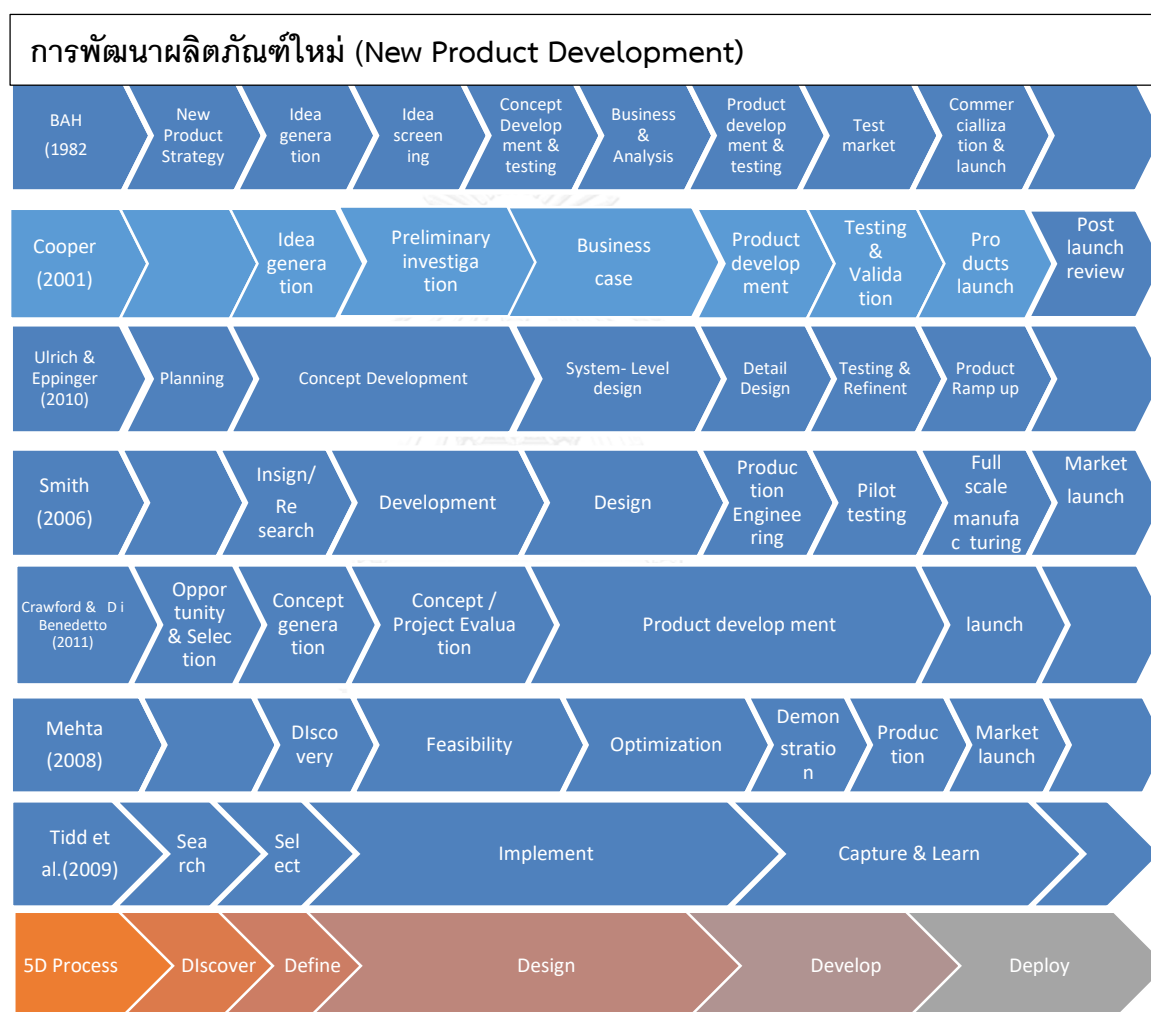 การพัฒนาผลิตภัณฑ์ใหม่ (New Product Development)
BAH
(1982
New
Product
Strategy
Idea
genera
tion
Idea
screen
ing
Concept
Develop
ment &
testing
Business
&
Analysis
Product
develop
ment &
testing
Test
market
Commer
ciallliza
tion &
launch
Cooper
(2001)
Idea
genera
tion
Preliminary
investiga
tion
Business
case
Product
develop
ment
Testing
&
Valida
tion
Pro
ducts
launch
Post
launch
review
Ulrich &
Eppinger
(2010)
Planning
Concept Development
System- Level
design
Detail
Design
Testing &
Refinent
Product
Ramp up
Smith
(2006)
Insign/
Re
search
Development
Design
Produc
tion
Enginee
ring
Pilot
testing
Full
scale
manufa
c turing
Market
launch
Crawford & D i
Benedetto
(2011)
Oppor
tunity
& Selec
tion
Concept
genera
tion
Concept /
Project Evalua
tion
Product develop ment
launch
Mehta
(2008)
DIsco
very
Feasibility
Optimization
Demon
stratio
n
Produc
tion
Market
launch
Tidd et
al.(2009)
Sea
rch
Sel
ect
Implement
Capture & Learn
5D Process
DIscover
Define
Design
Develop
Deploy